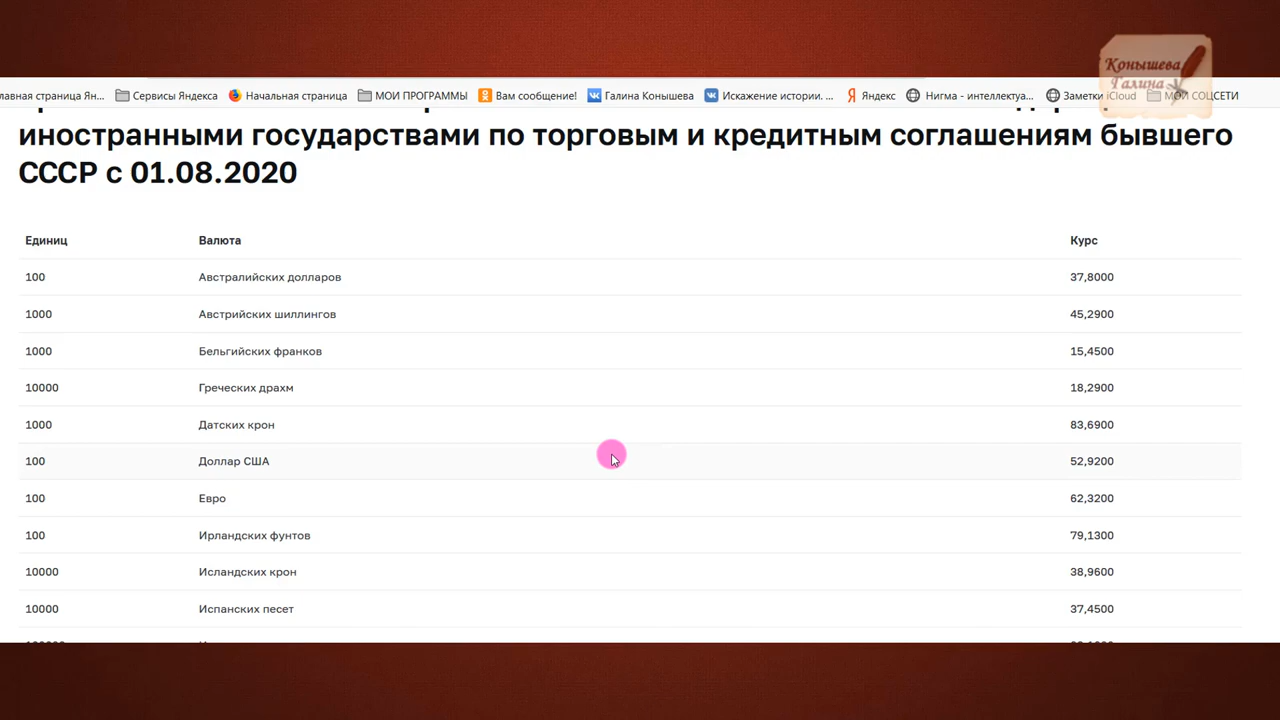 Конышева
Галина
лавная страница Ян... Сервисы Яндекса Начальная страница МОИ ПРОГРАММЫ Вам сообщение! Галина Конышева Искажение истории. ... Яндекс Нигма - интеллектуа... Заметки iCloud МОИ СОЦСЕТИ
иностранными государствами по торговым и кредитным соглашениям бывшего
СССР с 01.08.2020
Единиц Валюта Курс
100 Австралийских долларов 37,8000
1000 Австрийских шиллингов 45,2900
1000 Бельгийских франков 15,4500
10000 Греческих драхм 18,2900
1000 Датских крон 83,6900
100 Доллар США 52,9200
100 Евро 62,3200
100 Ирландских фунтов 79,1300
10000 Исландских крон 38,9600
10000 Испанских песет 37,4500